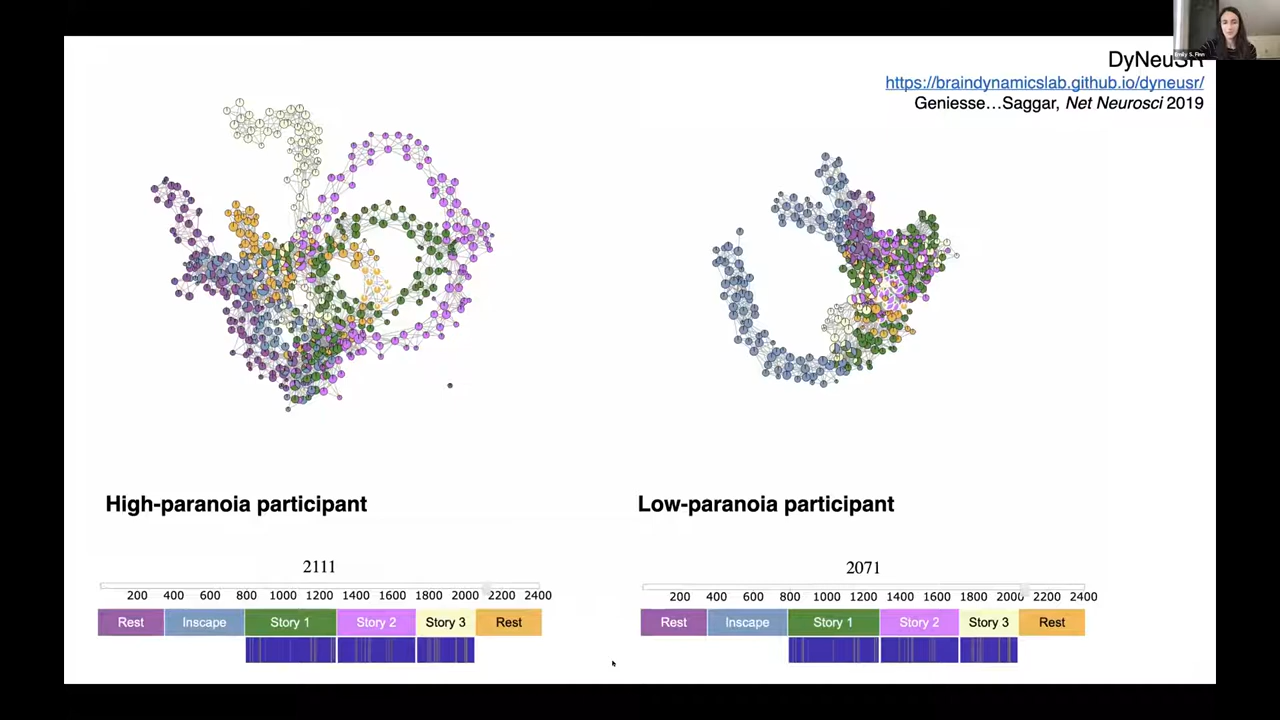 Emily S. Finn
DyNeuSR
https://braindynamicslab.github.io/dyneusr/
Geniesse…Saggar, Net Neurosci 2019
High-paranoia participant
Low-paranoia participant
2111
2071
200 400 600 800 1000 1200 1400 1600 1800 2000 2200 2400
200 400 600 800 1000 1200 1400 1600 1800 2000 2200 2400
Rest Inscape Story 1 Story 2 Story 3 Rest
Rest Inscape Story 1 Story 2 Story 3 Rest